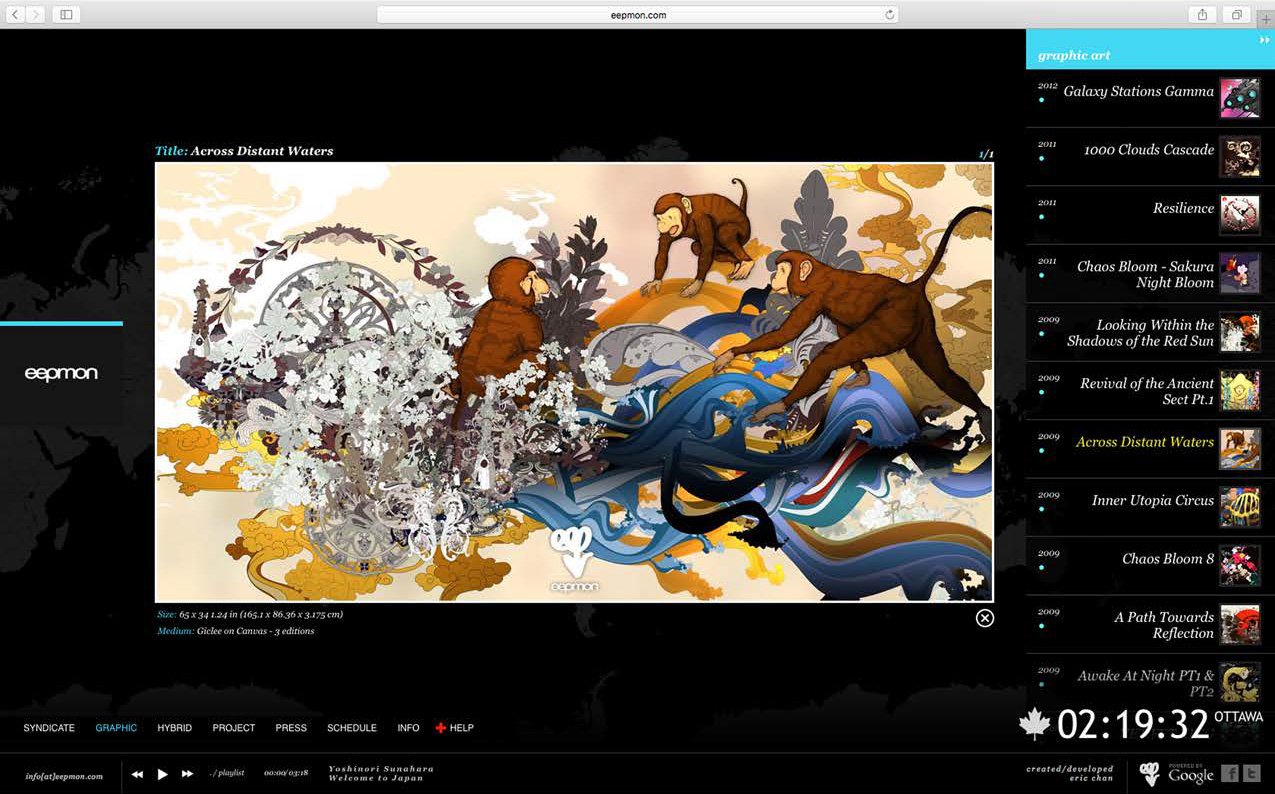 eepmon.com
graphic art
2012 Galaxy Stations Gamma
2011 1000 Clouds Cascade
2011 Resilience
2011 Chaos Bloom - Sakura
Night Bloom
2009 Looking Within the
Shadows of the Red Sun
2009 Revival of the Ancient
Sect Pt.1
2009 Across Distant Waters
2009 Inner Utopia Circus
2009 Chaos Bloom 8
2009 A Path Towards
Reflection
2009 Awake At Night PT1 &
PT2
Title: Across Distant Waters
1/1
eepmon
eep
eepmon
Size: 65 x 34 1.24 in (165.1 x 86.36 x 3.175 cm)
Medium: Giclee on Canvas - 3 editions
SYNDICATE GRAPHIC HYBRID PROJECT PRESS SCHEDULE INFO HELP
02:19:32 OTTAWA
info[at]eepmon.com
./playlist
00:00/03:18
Yoshinori Sunahara
Welcome to Japan
created/developed
eric chan
eep
POWERED BY
Google
f t